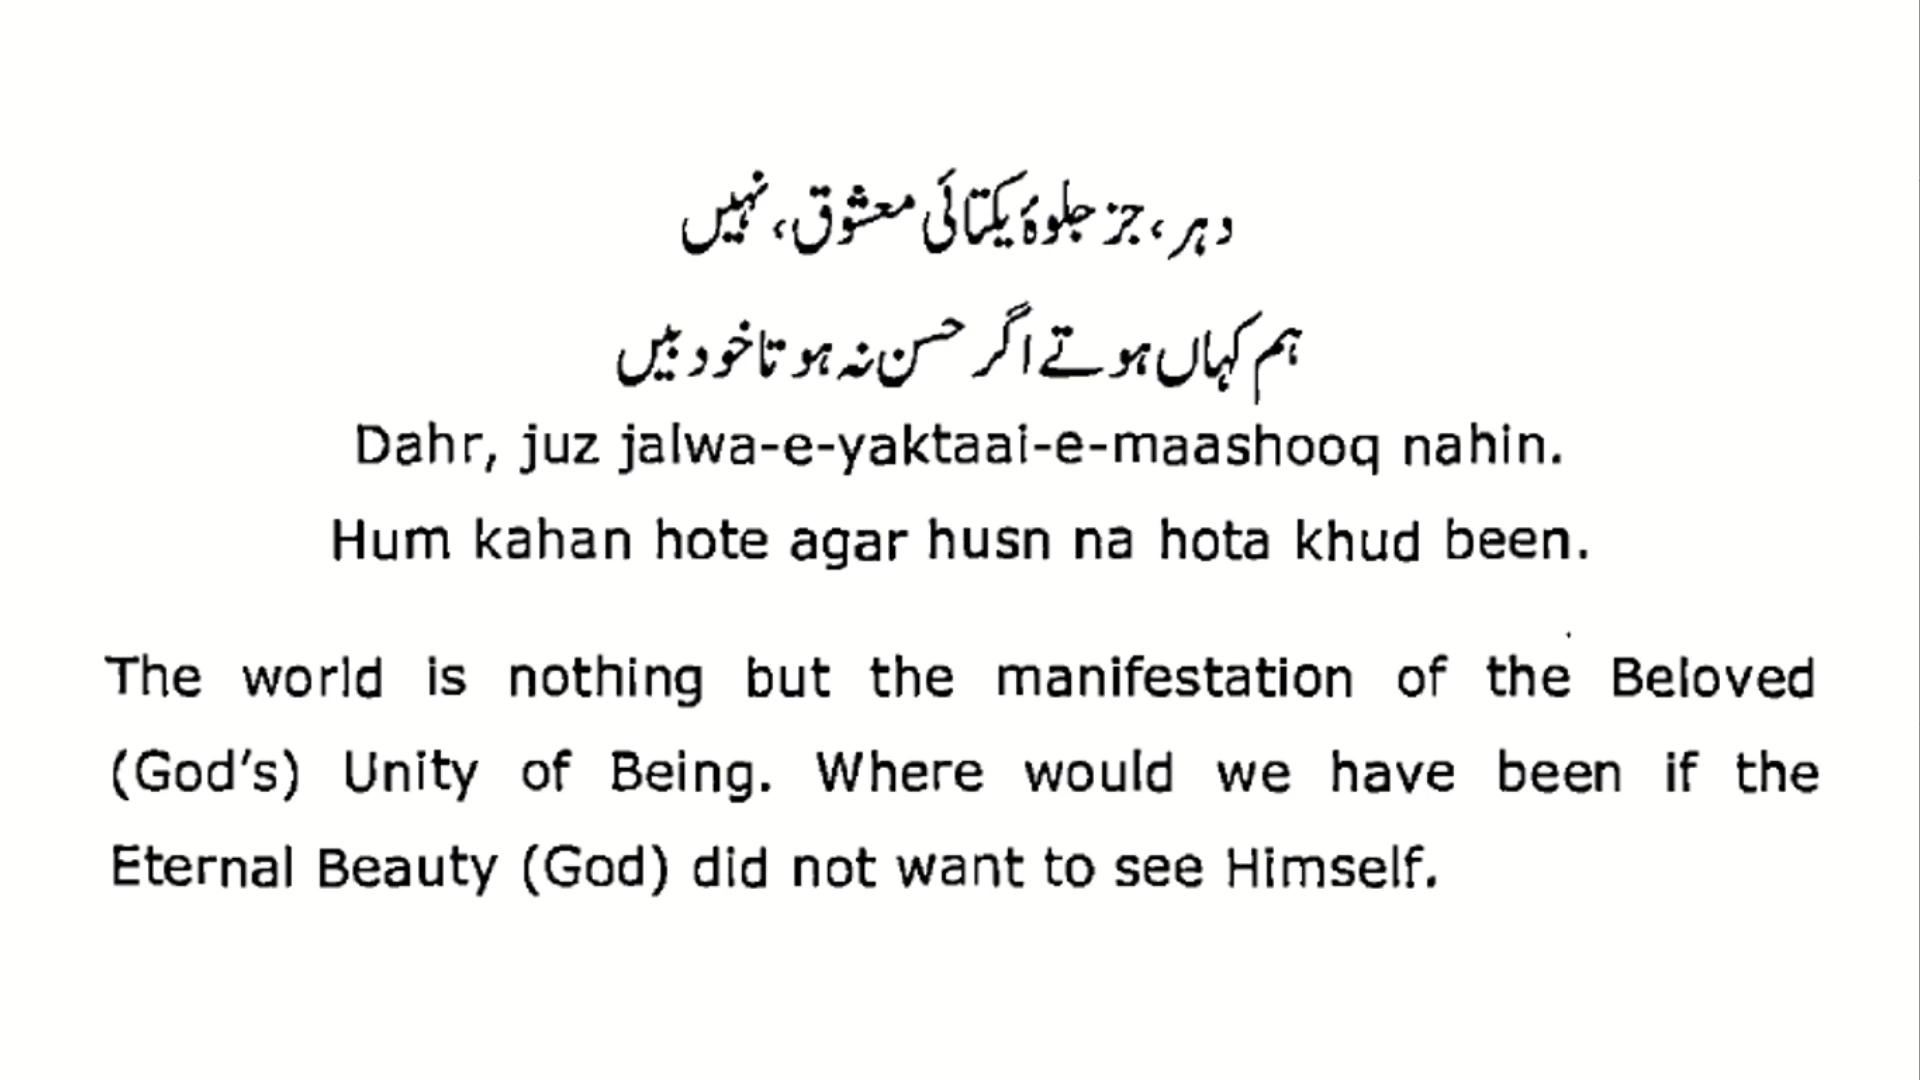 دہر، جز جلوۂ یکتائی معشوق، نہیں
ہم کہاں ہوتے اگر حسن نہ ہوتا خود بیں
Dahr, juz jalwa-e-yaktaai-e-maashooq nahin.
Hum kahan hote agar husn na hota khud been.
The world is nothing but the manifestation of the Beloved
(God's) Unity of Being. Where would we have been if the
Eternal Beauty (God) did not want to see Himself.